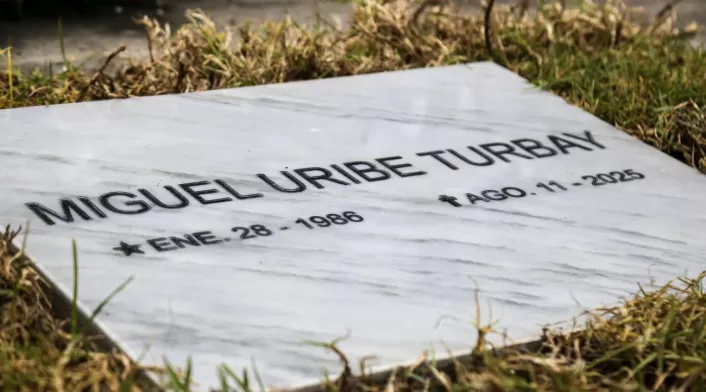 MIGUEL URIBE TURBAY
★ ENE. 28 - 1986 ✝ AGO. 11 - 2025